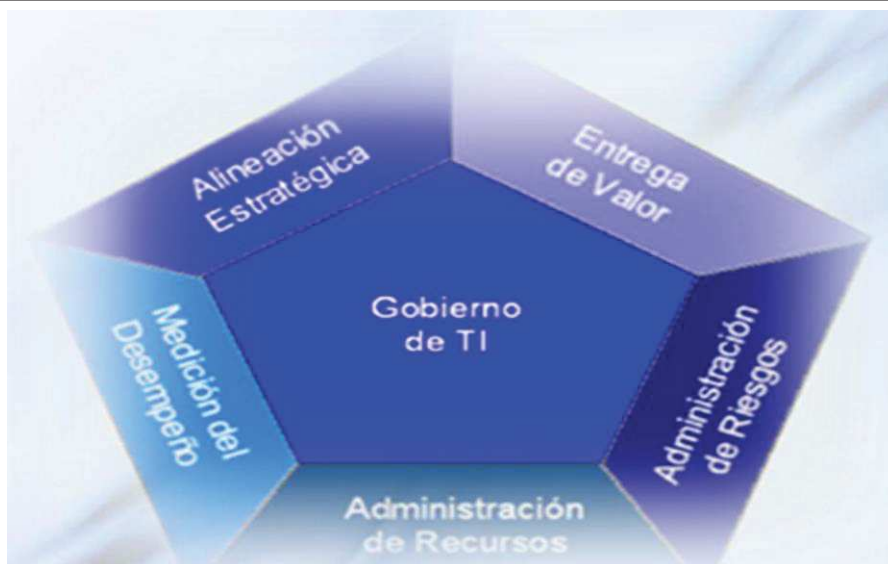 Alineación
Estratégica
Entrega
de Valor
Gobierno
de TI
Medición del
Desempeño
Administración
de Riesgos
Administración
de Recursos